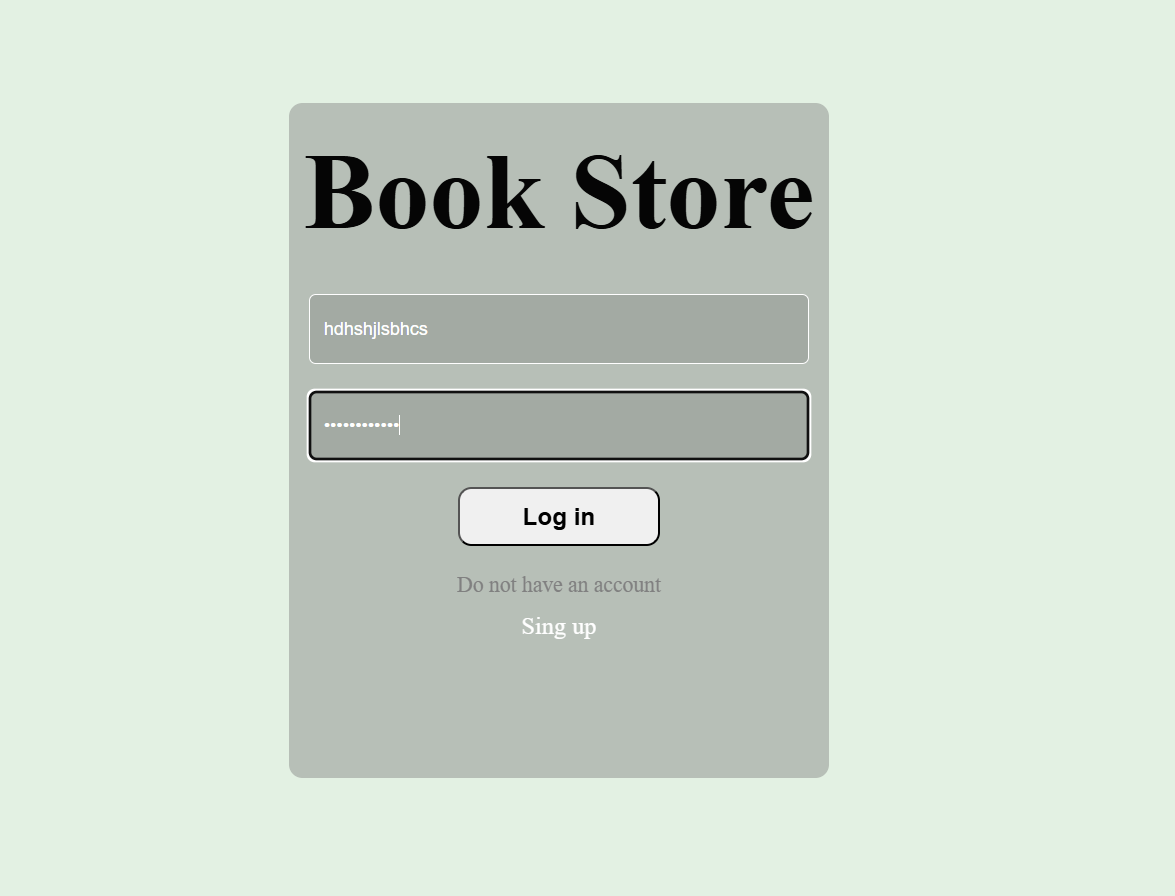 Book Store
hdhshjlsbhcs
••••••••••••
Log in
Do not have an account
Sing up